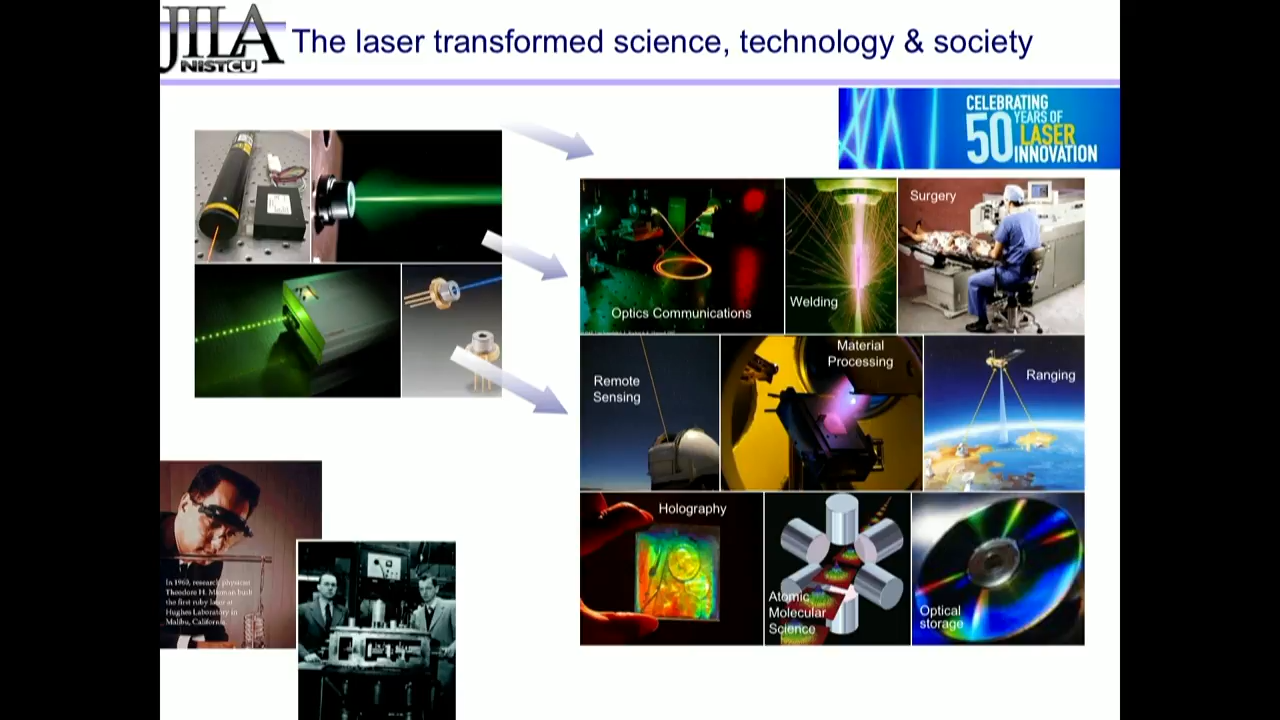 JILA
NIST CU
The laser transformed science, technology & society
CELEBRATING
50 YEARS OF
LASER
INNOVATION
Optics Communications
Welding
Surgery
Remote
Sensing
Material
Processing
Ranging
Holography
Atomic
Molecular
Science
Optical
storage
In 1960, research physicist
Theodore H. Maiman built
the first ruby laser at
Hughes Laboratory in
Malibu, California.